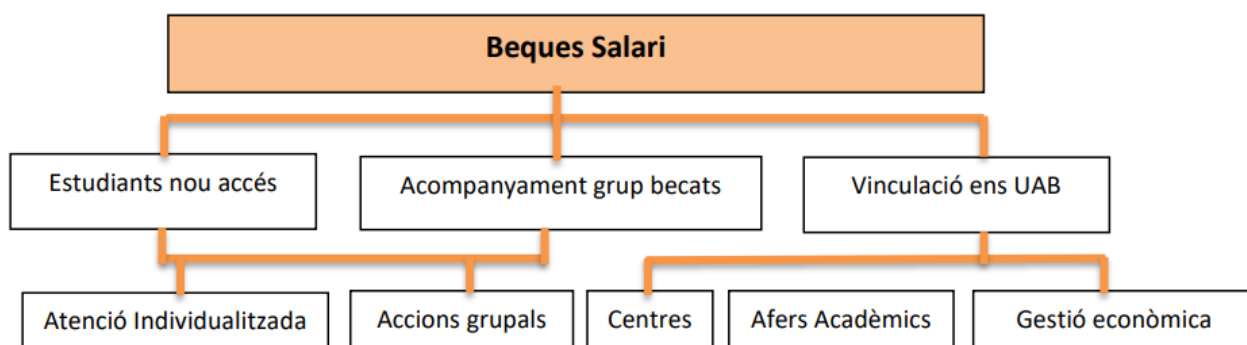 Beques Salari
Estudiants nou accés
Acompanyament grup becats
Vinculació ens UAB
Atenció Individualitzada
Accions grupals
Centres
Afers Acadèmics
Gestió econòmica